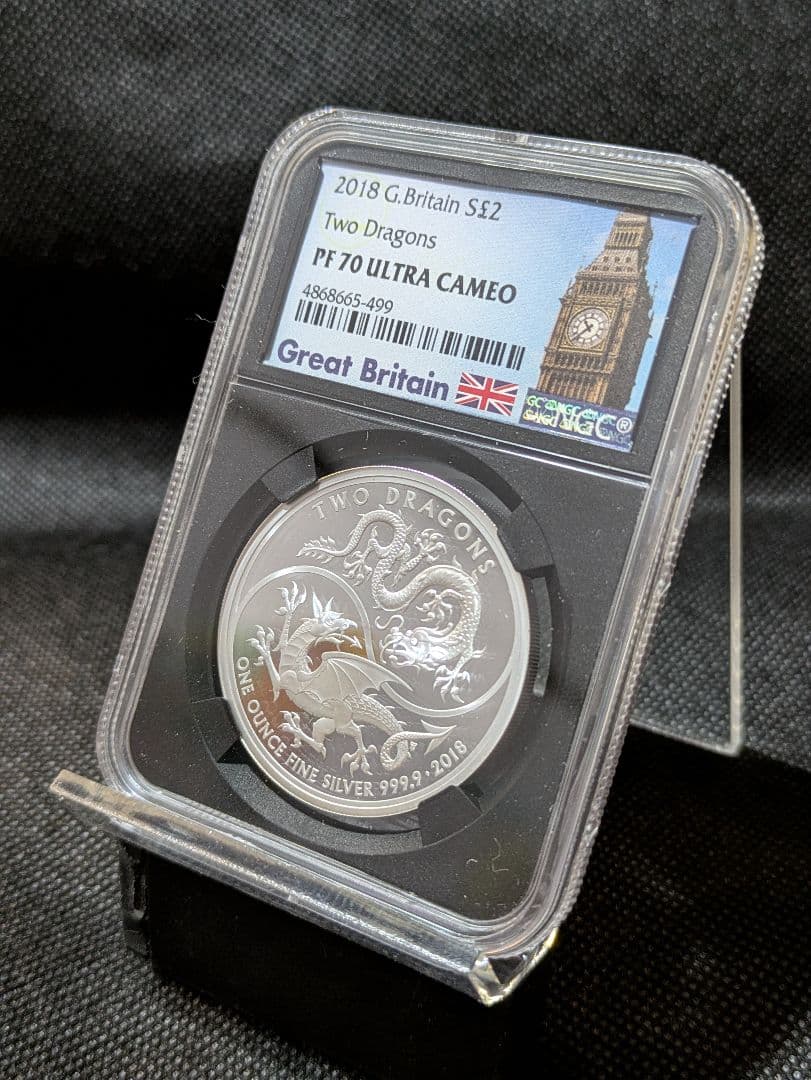 2018 G.Britain S£2
Two Dragons
PF 70 ULTRA CAMEO
4868665-499
Great Britain
NGC®
TWO DRAGONS
ONE OUNCE FINE SILVER 999.9 · 2018